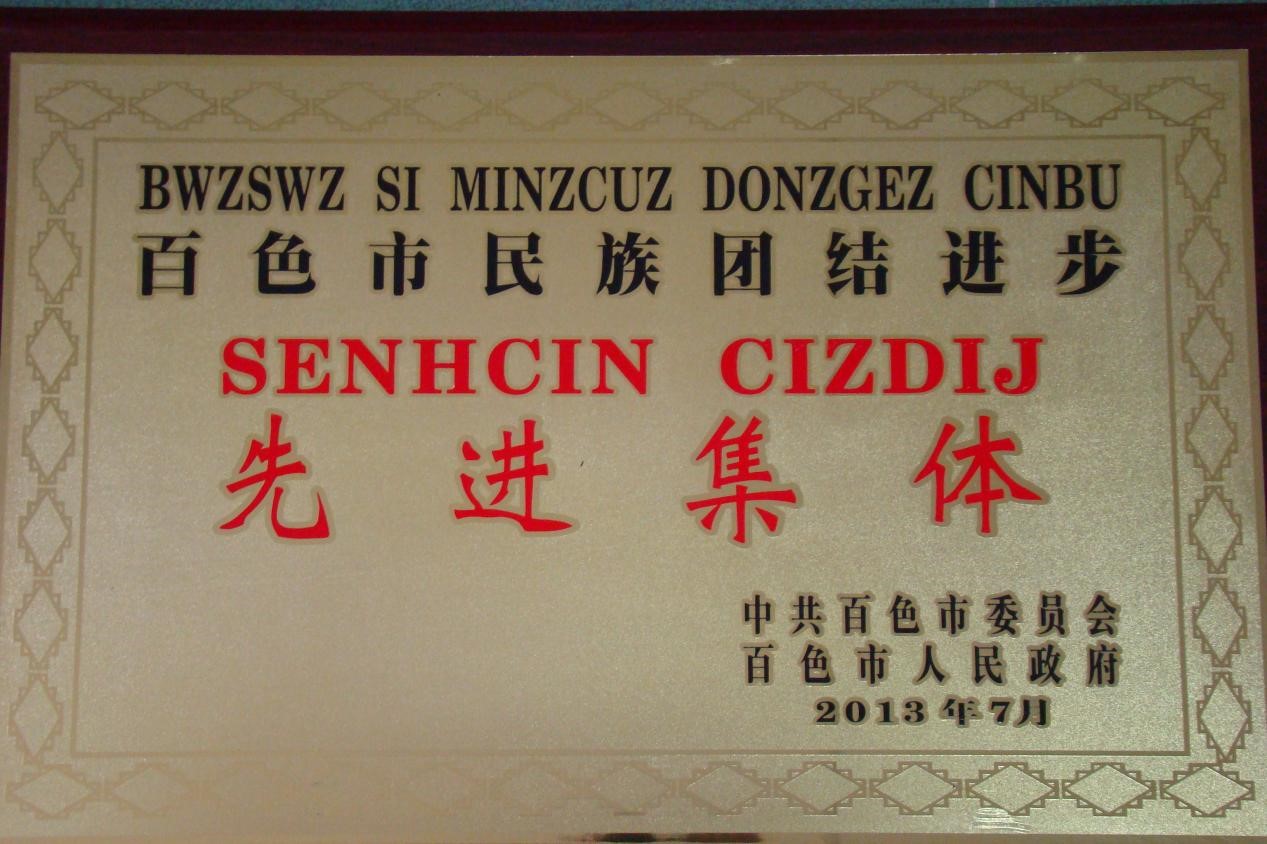 BWZSWZ SI MINZCUZ DONZGEZ CINBU
百色市民族团结进步
SENHCIN CIZDIJ
先进集体
中共百色市委员会
百色市人民政府
2013年7月